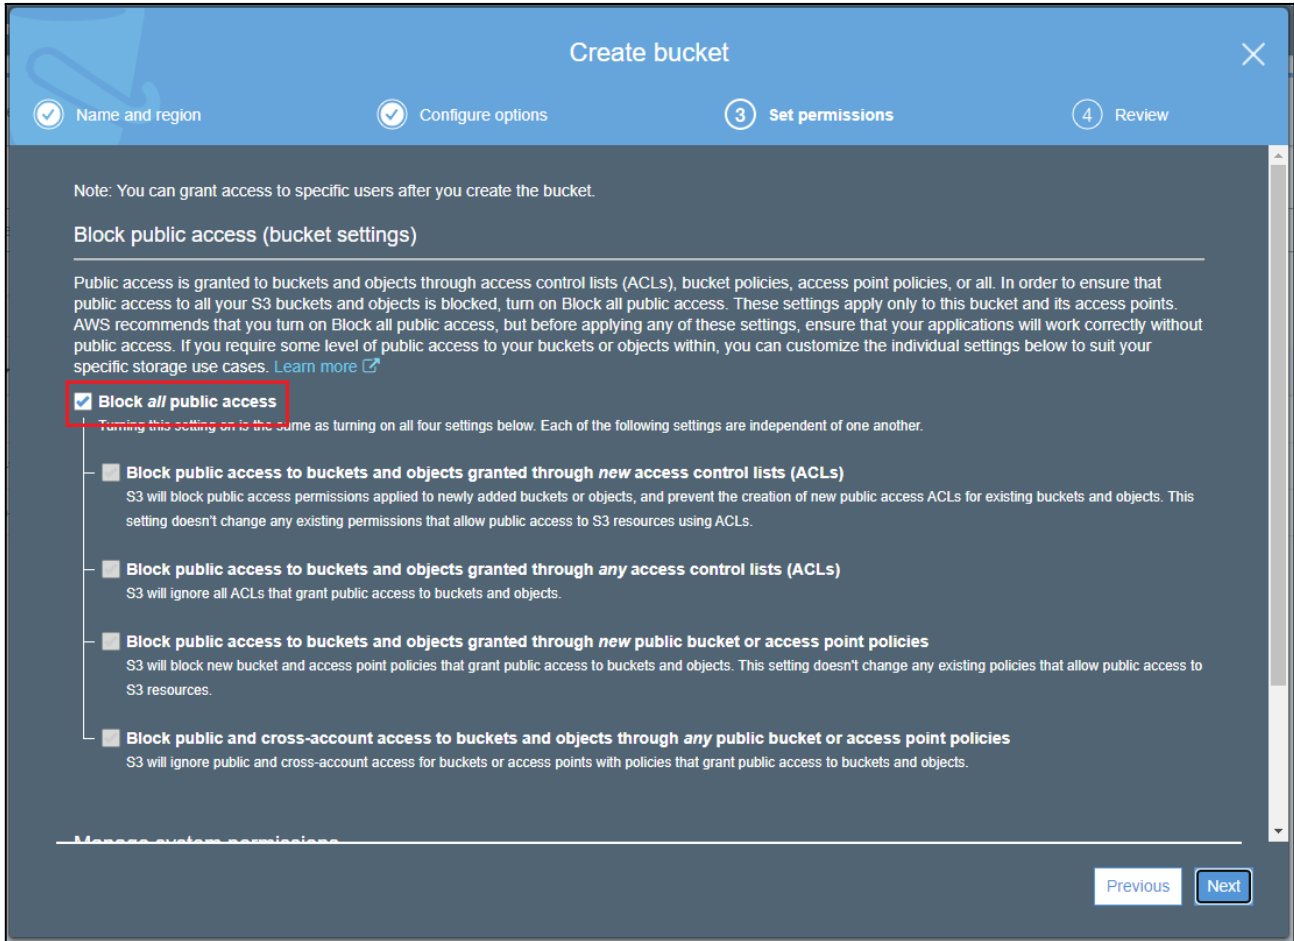 Create bucket
Name and region
Configure options
3 Set permissions
4 Review
Note: You can grant access to specific users after you create the bucket.
Block public access (bucket settings)
Public access is granted to buckets and objects through access control lists (ACLs), bucket policies, access point policies, or all. In order to ensure that
public access to all your S3 buckets and objects is blocked, turn on Block all public access. These settings apply only to this bucket and its access points.
AWS recommends that you turn on Block all public access, but before applying any of these settings, ensure that your applications will work correctly without
public access. If you require some level of public access to your buckets or objects within, you can customize the individual settings below to suit your
specific storage use cases. Learn more
Block all public access
Turning this setting on is the same as turning on all four settings below. Each of the following settings are independent of one another.
Block public access to buckets and objects granted through new access control lists (ACLs)
S3 will block public access permissions applied to newly added buckets or objects, and prevent the creation of new public access ACLs for existing buckets and objects. This
setting doesn't change any existing permissions that allow public access to S3 resources using ACLs.
Block public access to buckets and objects granted through any access control lists (ACLs)
S3 will ignore all ACLs that grant public access to buckets and objects.
Block public access to buckets and objects granted through new public bucket or access point policies
S3 will block new bucket and access point policies that grant public access to buckets and objects. This setting doesn't change any existing policies that allow public access to
S3 resources.
Block public and cross-account access to buckets and objects through any public bucket or access point policies
S3 will ignore public and cross-account access for buckets or access points with policies that grant public access to buckets and objects.
Manage system permissions
Previous
Next